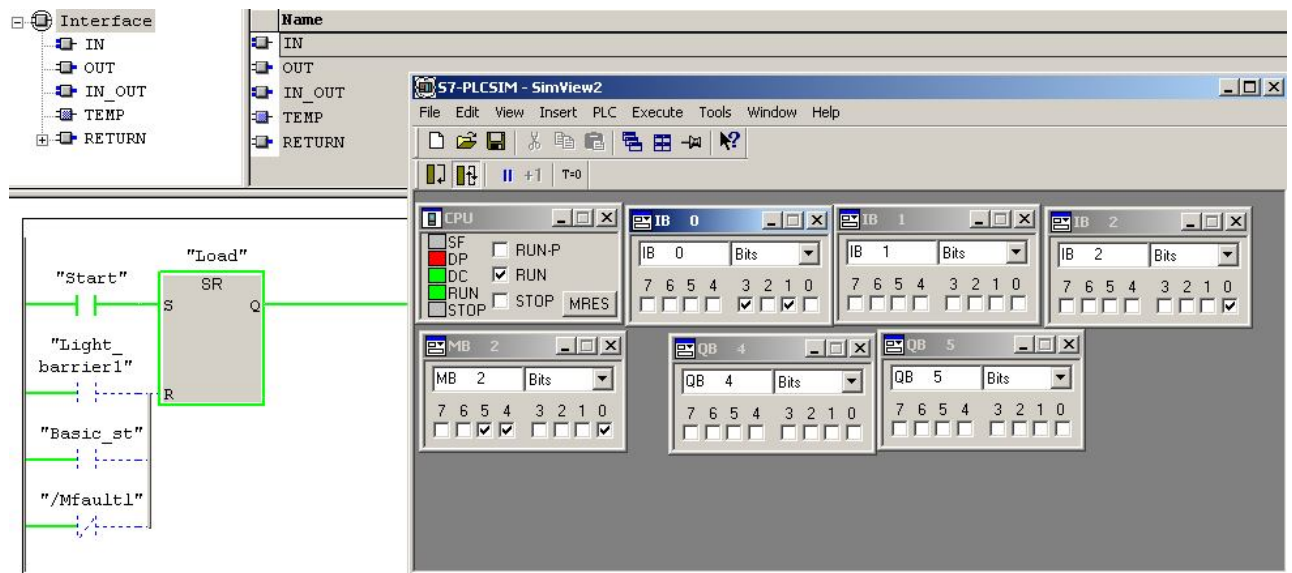 Interface
IN
OUT
IN_OUT
TEMP
RETURN
Name
IN
OUT
IN_OUT
TEMP
RETURN
"Start"
"Load"
SR
S Q
"Light_
barrier1"
R
"Basic_st"
"/Mfault1"
S7-PLCSIM - SimView2
File Edit View Insert PLC Execute Tools Window Help
+1 T=0
CPU
SF
DP
DC
RUN
STOP
RUN-P
RUN
STOP MRES
IB 0
IB 0 Bits
7 6 5 4 3 2 1 0
IB 1
IB 1 Bits
7 6 5 4 3 2 1 0
IB 2
IB 2 Bits
7 6 5 4 3 2 1 0
MB 2
MB 2 Bits
7 6 5 4 3 2 1 0
QB 4
QB 4 Bits
7 6 5 4 3 2 1 0
QB 5
QB 5 Bits
7 6 5 4 3 2 1 0